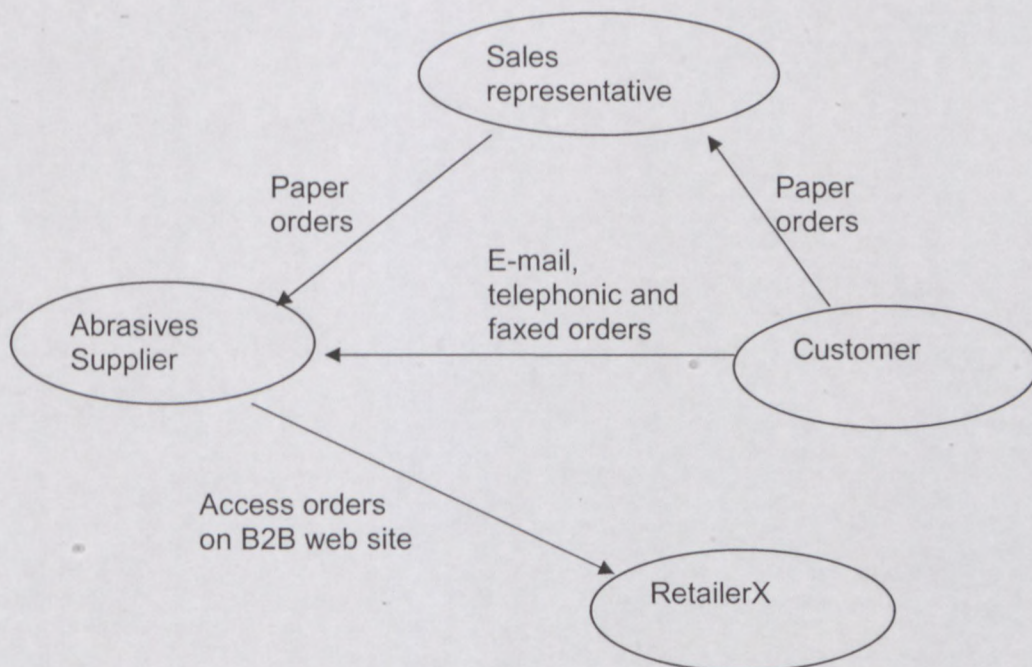 Sales
representative
Paper
orders
Paper
orders
E-mail,
telephonic and
faxed orders
Abrasives
Supplier
Customer
Access orders
on B2B web site
RetailerX